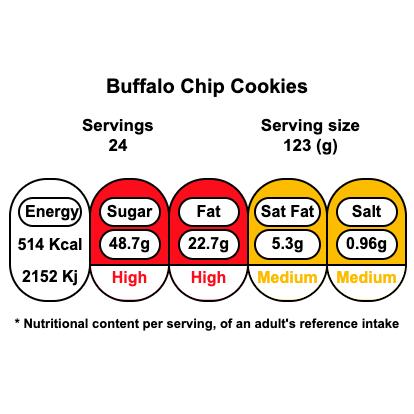 Buffalo Chip Cookies
Servings
24
Serving size
123 (g)
Energy Sugar Fat Sat Fat Salt
514 Kcal 48.7g 22.7g 5.3g 0.96g
2152 Kj High High Medium Medium
* Nutritional content per serving, of an adult's reference intake